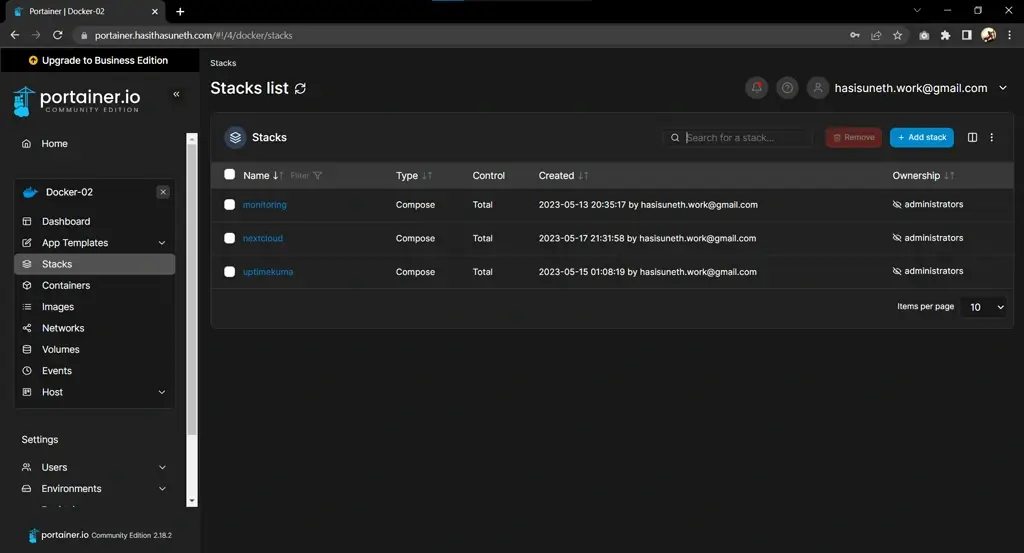 Portainer | Docker-02
portainer.hasithasuneth.com/#!/4/docker/stacks
Upgrade to Business Edition
portainer.io
COMMUNITY EDITION
Home
Docker-02
Dashboard
App Templates
Stacks
Containers
Images
Networks
Volumes
Events
Host
Settings
Users
Environments
portainer.io Community Edition 2.18.2
Stacks
Stacks list
hasisuneth.work@gmail.com
Stacks
Search for a stack...
Remove
+ Add stack
Name Filter Type Control Created Ownership
monitoring Compose Total 2023-05-13 20:35:17 by hasisuneth.work@gmail.com administrators
nextcloud Compose Total 2023-05-17 21:31:58 by hasisuneth.work@gmail.com administrators
uptimekuma Compose Total 2023-05-15 01:08:19 by hasisuneth.work@gmail.com administrators
Items per page 10